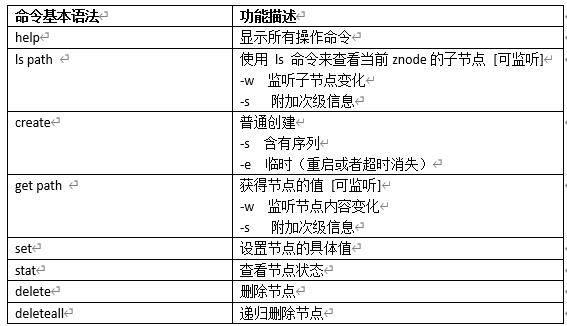 命令基本语法 功能描述
help 显示所有操作命令
ls path 使用 ls 命令来查看当前 znode 的子节点 [可监听]
-w 监听子节点变化
-s 附加次级信息
create 普通创建
-s 含有序列
-e 临时（重启或者超时消失）
get path 获得节点的值 [可监听]
-w 监听节点内容变化
-s 附加次级信息
set 设置节点的具体值
stat 查看节点状态
delete 删除节点
deleteall 递归删除节点